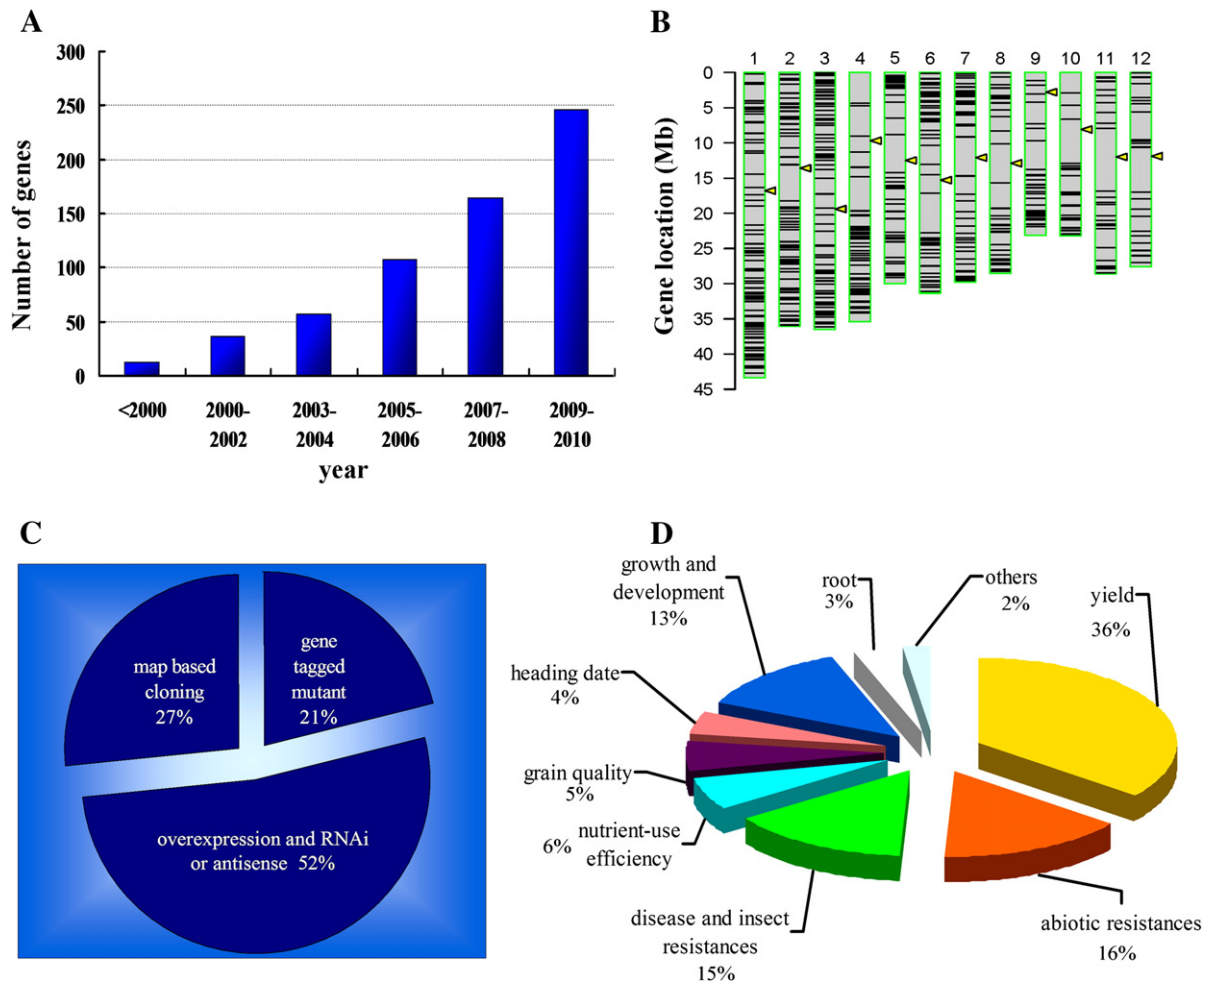 A
300
250
200
150
100
50
0
Number of genes
<2000
2000-
2002
2003-
2004
2005-
2006
2007-
2008
2009-
2010
year
B
1 2 3 4 5 6 7 8 9 10 11 12
0
5
10
15
20
25
30
35
40
45
Gene location (Mb)
C
map based
cloning
27%
gene
tagged
mutant
21%
overexpression and RNAi
or antisense 52%
D
growth and
development
13%
root
3%
others
2%
yield
36%
heading date
4%
grain quality
5%
nutrient-use
6% efficiency
disease and insect
resistances
15%
abiotic resistances
16%